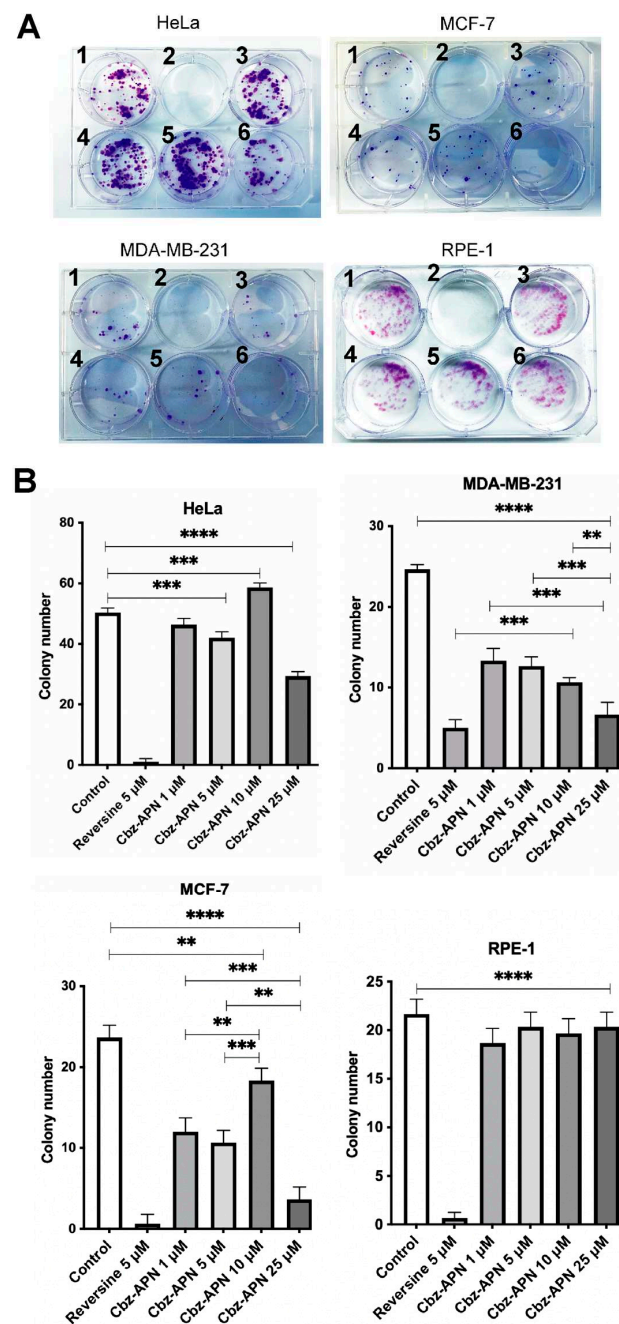 A
HeLa
MCF-7
1 2 3
4 5 6
1 2 3
4 5 6
MDA-MB-231
RPE-1
1 2 3
4 5 6
1 2 3
4 5 6
B
HeLa
****
***
***
Colony number
60
40
20
0
Control
Reversine 5 µM
Cbz-APN 1 µM
Cbz-APN 5 µM
Cbz-APN 10 µM
Cbz-APN 25 µM
MDA-MB-231
****
**
***
***
***
Colony number
30
20
10
0
Control
Reversine 5 µM
Cbz-APN 1 µM
Cbz-APN 5 µM
Cbz-APN 10 µM
Cbz-APN 25 µM
MCF-7
****
**
***
**
**
***
Colony number
30
20
10
0
Control
Reversine 5 µM
Cbz-APN 1 µM
Cbz-APN 5 µM
Cbz-APN 10 µM
Cbz-APN 25 µM
RPE-1
****
Colony number
25
20
15
10
5
0
Control
Reversine 5 µM
Cbz-APN 1 µM
Cbz-APN 5 µM
Cbz-APN 10 µM
Cbz-APN 25 µM